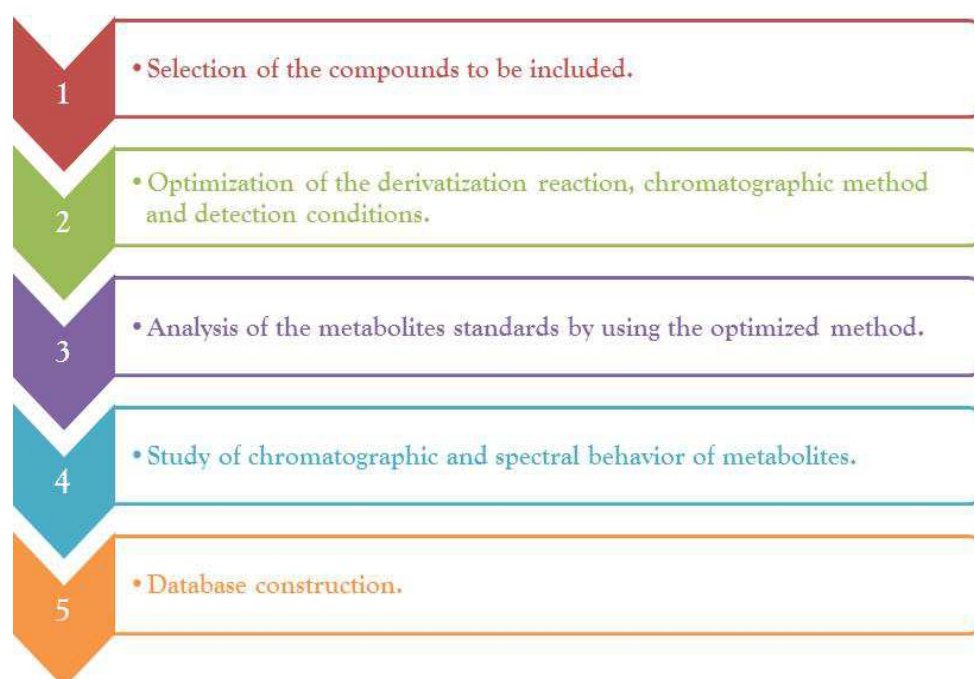 1
• Selection of the compounds to be included.
2
• Optimization of the derivatization reaction, chromatographic method
and detection conditions.
3
• Analysis of the metabolites standards by using the optimized method.
4
• Study of chromatographic and spectral behavior of metabolites.
5
• Database construction.